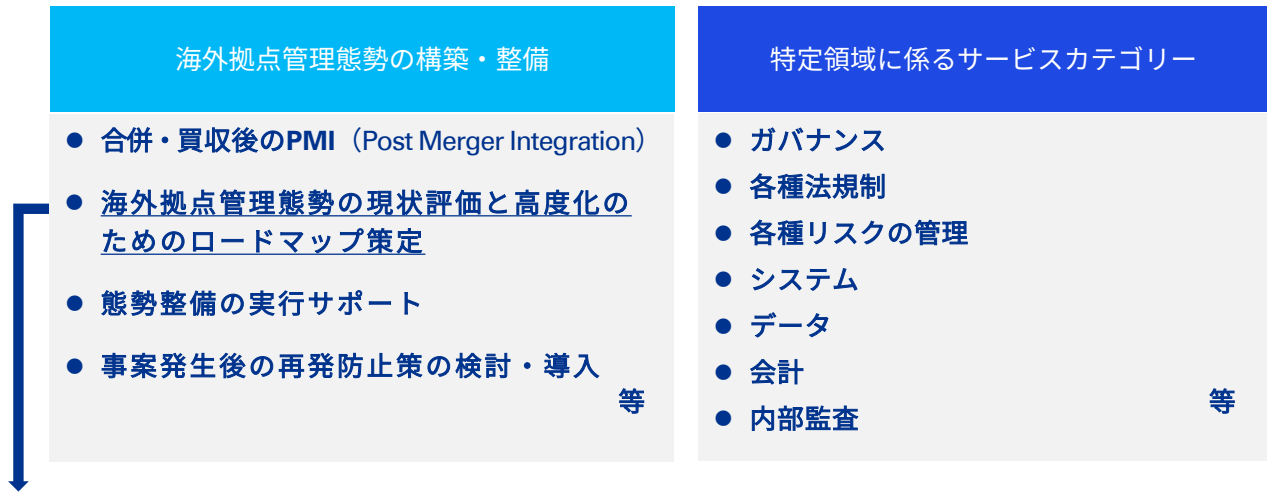 海外拠点管理態勢の構築・整備
● 合併・買収後のPMI（Post Merger Integration）
● 海外拠点管理態勢の現状評価と高度化の
ためのロードマップ策定
● 態勢整備の実行サポート
● 事案発生後の再発防止策の検討・導入
等
特定領域に係るサービスカテゴリー
● ガバナンス
● 各種法規制
● 各種リスクの管理
● システム
● データ
● 会計
● 内部監査
等